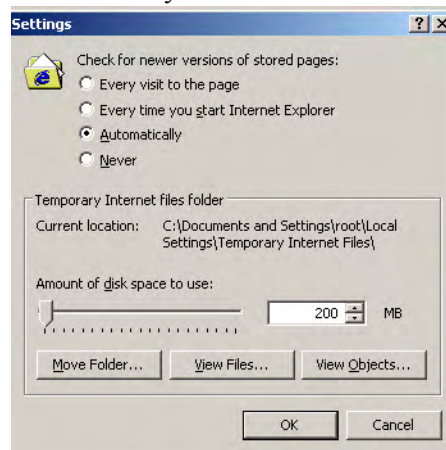 Settings
? X
Check for newer versions of stored pages:
Every visit to the page
Every time you start Internet Explorer
Automatically
Never
Temporary Internet files folder
Current location: C:\Documents and Settings\root\Local
Settings\Temporary Internet Files\
Amount of disk space to use:
200 MB
Move Folder... View Files... View Objects...
OK Cancel